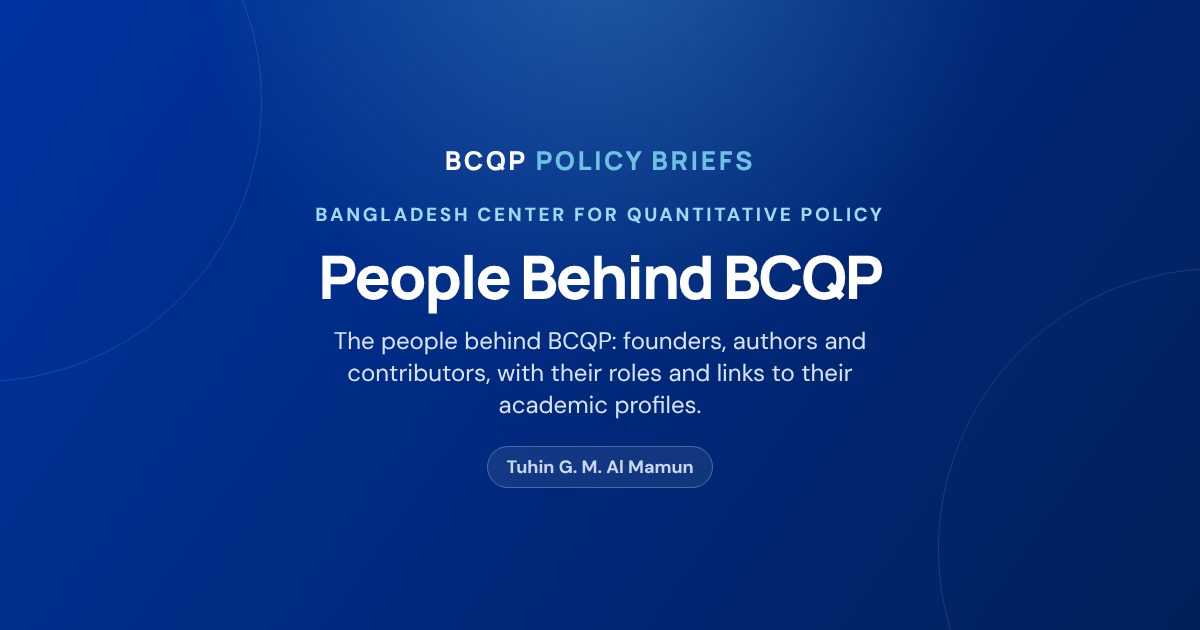 BCQP POLICY BRIEFS
BANGLADESH CENTER FOR QUANTITATIVE POLICY
People Behind BCQP
The people behind BCQP: founders, authors and
contributors, with their roles and links to their
academic profiles.
Tuhin G. M. Al Mamun